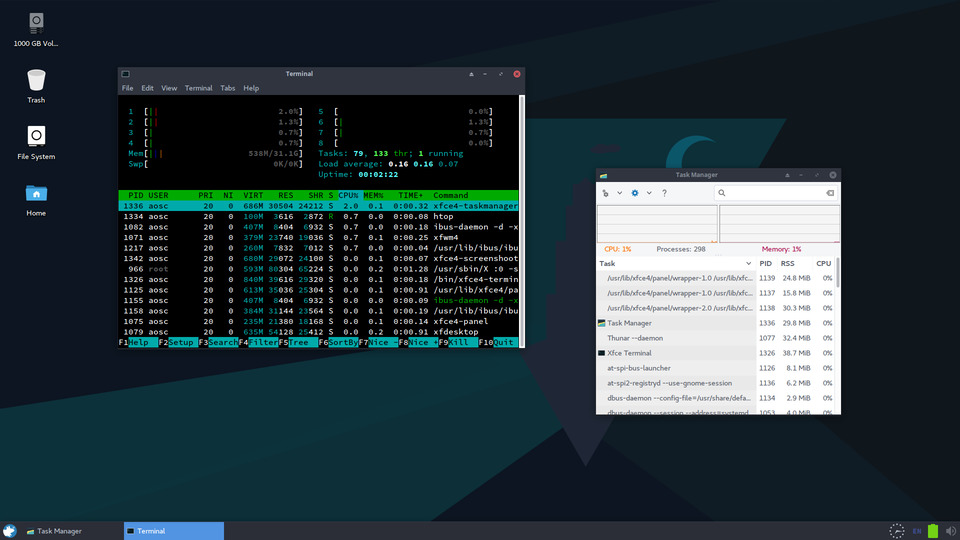 1000 GB Vol...
Trash
File System
Home
Terminal
File Edit View Terminal Tabs Help
1 [|| 2.0%] 5 [ 0.0%]
2 [|| 1.3%] 6 [| 1.3%]
3 [| 0.7%] 7 [| 0.7%]
4 [| 0.7%] 8 [ 0.0%]
Mem[|| 538M/31.1G] Tasks: 79, 133 thr; 1 running
Swp[ 0K/0K] Load average: 0.16 0.16 0.07
Uptime: 00:02:22
PID USER PRI NI VIRT RES SHR S CPU% MEM% TIME+ Command
1336 aosc 20 0 686M 30504 24212 S 2.0 0.1 0:00.32 xfce4-taskmanager
1334 aosc 20 0 100M 3616 2872 R 0.7 0.0 0:00.08 htop
1082 aosc 20 0 407M 8404 6932 S 0.7 0.0 0:00.18 ibus-daemon -d -x
1071 aosc 20 0 379M 23740 19036 S 0.7 0.1 0:00.25 xfwm4
1217 aosc 20 0 260M 7832 7012 S 0.7 0.0 0:00.04 /usr/lib/ibus/ibu
1342 aosc 20 0 680M 29072 24100 S 0.7 0.1 0:00.07 xfce4-screenshoot
966 root 20 0 593M 80304 65224 S 0.0 0.2 0:01.28 /usr/sbin/X :0 -s
1326 aosc 20 0 840M 39616 29320 S 0.0 0.1 0:00.18 /bin/xfce4-termin
1125 aosc 20 0 613M 35036 25304 S 0.0 0.1 0:00.91 /usr/lib/xfce4/pa
1155 aosc 20 0 407M 8404 6932 S 0.0 0.0 0:00.09 ibus-daemon -d -x
1158 aosc 20 0 384M 31144 23564 S 0.0 0.1 0:00.19 /usr/lib/ibus/ibu
1075 aosc 20 0 235M 21380 18168 S 0.0 0.1 0:00.14 xfce4-panel
1079 aosc 20 0 635M 54128 25412 S 0.0 0.2 0:00.91 xfdesktop
F1Help F2Setup F3Search F4Filter F5Tree F6SortBy F7Nice - F8Nice + F9Kill F10Quit
Task Manager
?
CPU: 1% Processes: 298 Memory: 1%
Task PID RSS CPU
/usr/lib/xfce4/panel/wrapper-1.0 /usr/lib/xfc... 1139 24.8 MiB 0%
/usr/lib/xfce4/panel/wrapper-1.0 /usr/lib/xfc... 1137 15.8 MiB 0%
/usr/lib/xfce4/panel/wrapper-2.0 /usr/lib/xfc... 1138 30.3 MiB 0%
Task Manager 1336 29.8 MiB 0%
Thunar --daemon 1077 32.4 MiB 0%
Xfce Terminal 1326 38.7 MiB 0%
at-spi-bus-launcher 1126 8.1 MiB 0%
at-spi2-registryd --use-gnome-session 1136 6.2 MiB 0%
dbus-daemon --config-file=/usr/share/defa... 1134 2.9 MiB 0%
dbus-daemon --session --address=systemd... 1053 4.0 MiB 0%
Task Manager
Terminal
EN